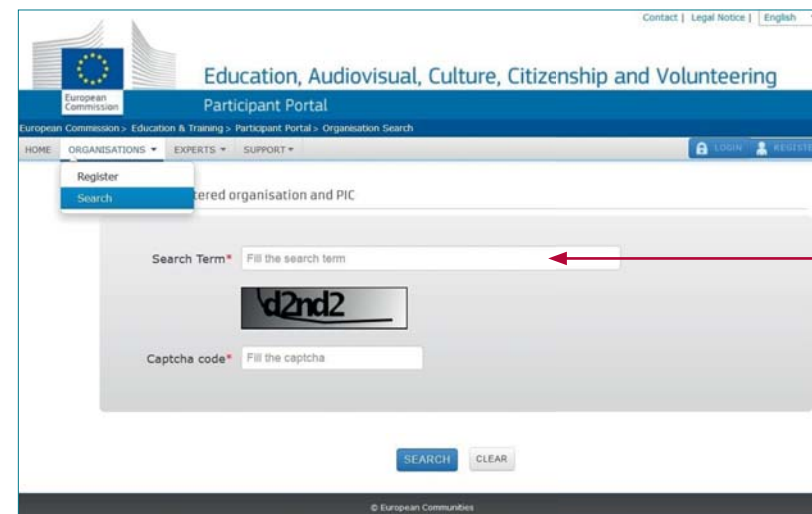 Contact | Legal Notice | English
Education, Audiovisual, Culture, Citizenship and Volunteering
European
Commission
Participant Portal
European Commission > Education & Training > Participant Portal > Organisation Search
HOME ORGANISATIONS EXPERTS SUPPORT LOGIN REGISTE
Register
Search
tered organisation and PIC
Search Term* Fill the search term
d2nd2
Captcha code* Fill the captcha
SEARCH CLEAR
© European Communities